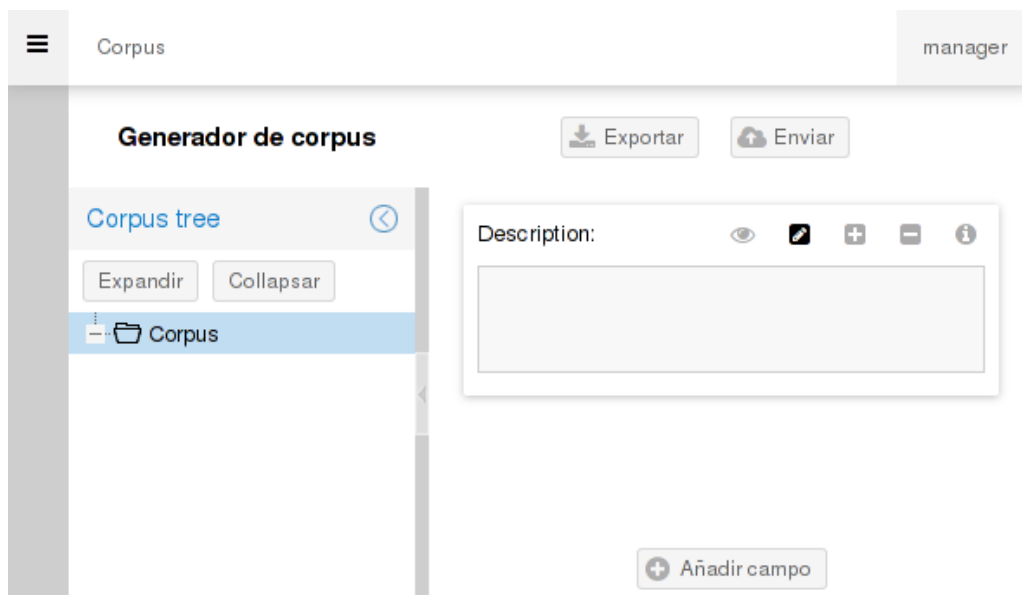 Corpus
manager
Generador de corpus
Exportar
Enviar
Corpus tree
Expandir
Collapsar
Corpus
Description:
Añadir campo